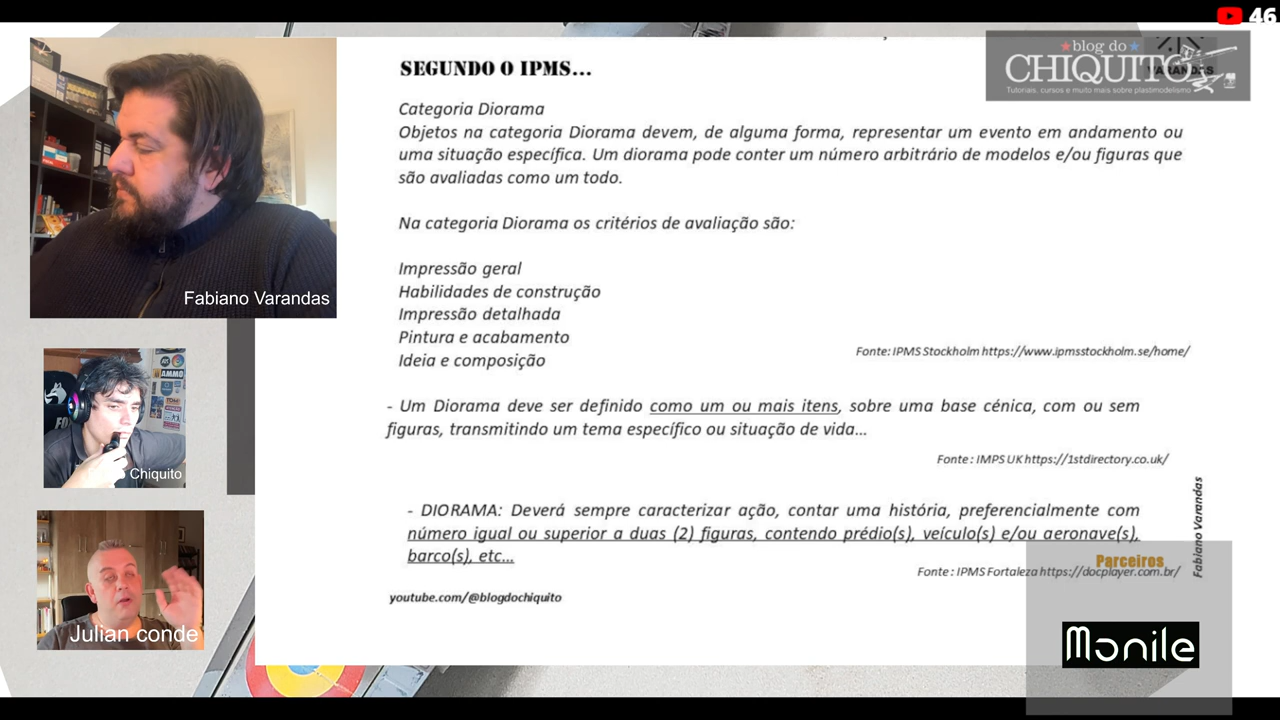 46
SEGUNDO O IPMS...
blog do
CHIQUITO
VARANDAS
Tutoriais, cursos e muito mais sobre plastimodelismo
Categoria Diorama
Objetos na categoria Diorama devem, de alguma forma, representar um evento em andamento ou
uma situação específica. Um diorama pode conter um número arbitrário de modelos e/ou figuras que
são avaliadas como um todo.
Na categoria Diorama os critérios de avaliação são:
Impressão geral
Habilidades de construção
Impressão detalhada
Pintura e acabamento
Ideia e composição
Fonte: IPMS Stockholm https://www.ipmsstockholm.se/home/
- Um Diorama deve ser definido como um ou mais itens, sobre uma base cénica, com ou sem
figuras, transmitindo um tema específico ou situação de vida...
Fonte : IMPS UK https://1stdirectory.co.uk/
- DIORAMA: Deverá sempre caracterizar ação, contar uma história, preferencialmente com
número igual ou superior a duas (2) figuras, contendo prédio(s), veículo(s) e/ou aeronave(s),
barco(s), etc...
Fonte : IPMS Fortaleza https://docplayer.com.br/
youtube.com/@blogdochiquito
Fabiano Varandas
Parceiros
Monile
Fabiano Varandas
AMMO
Chiquito
Julian conde